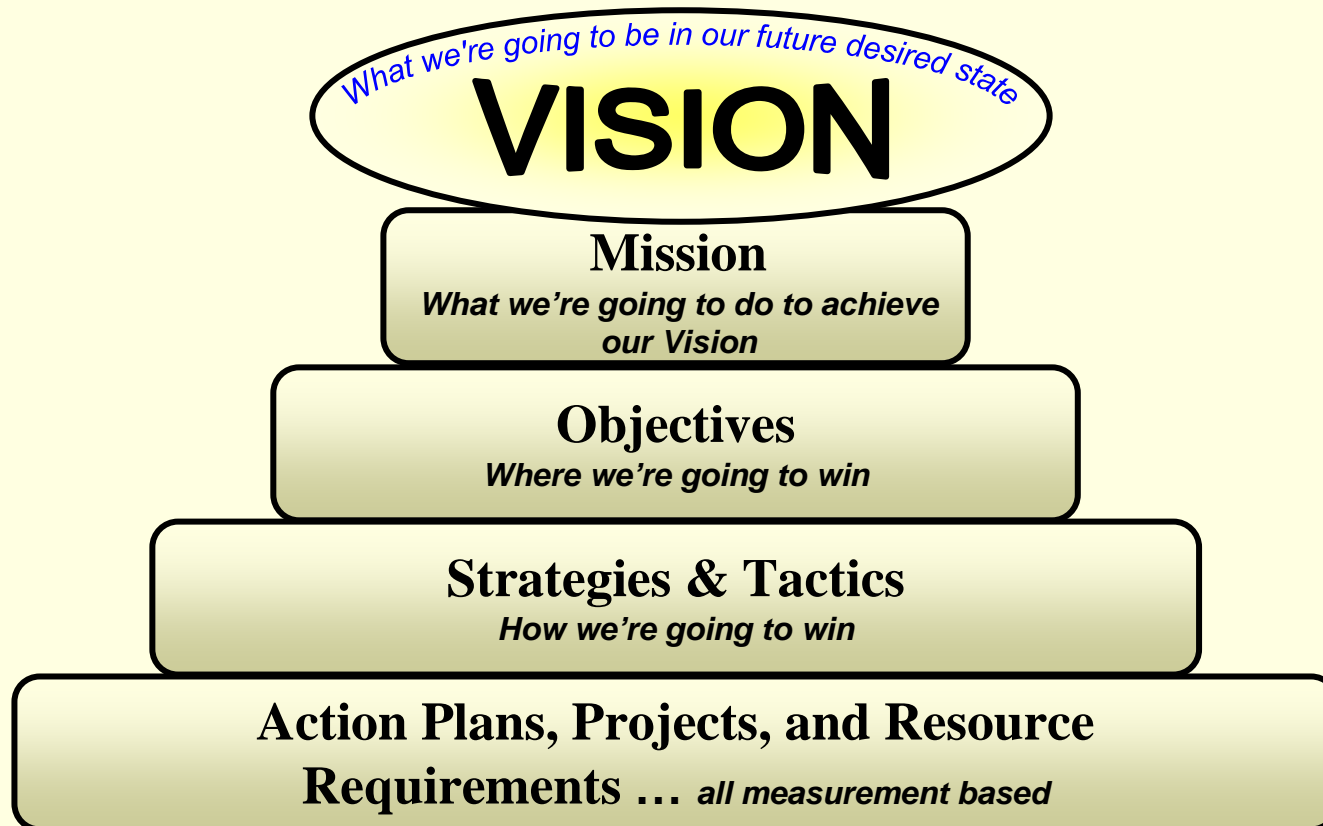 What we're going to be in our future desired state
VISION
Mission
What we’re going to do to achieve
our Vision
Objectives
Where we’re going to win
Strategies & Tactics
How we’re going to win
Action Plans, Projects, and Resource
Requirements … all measurement based